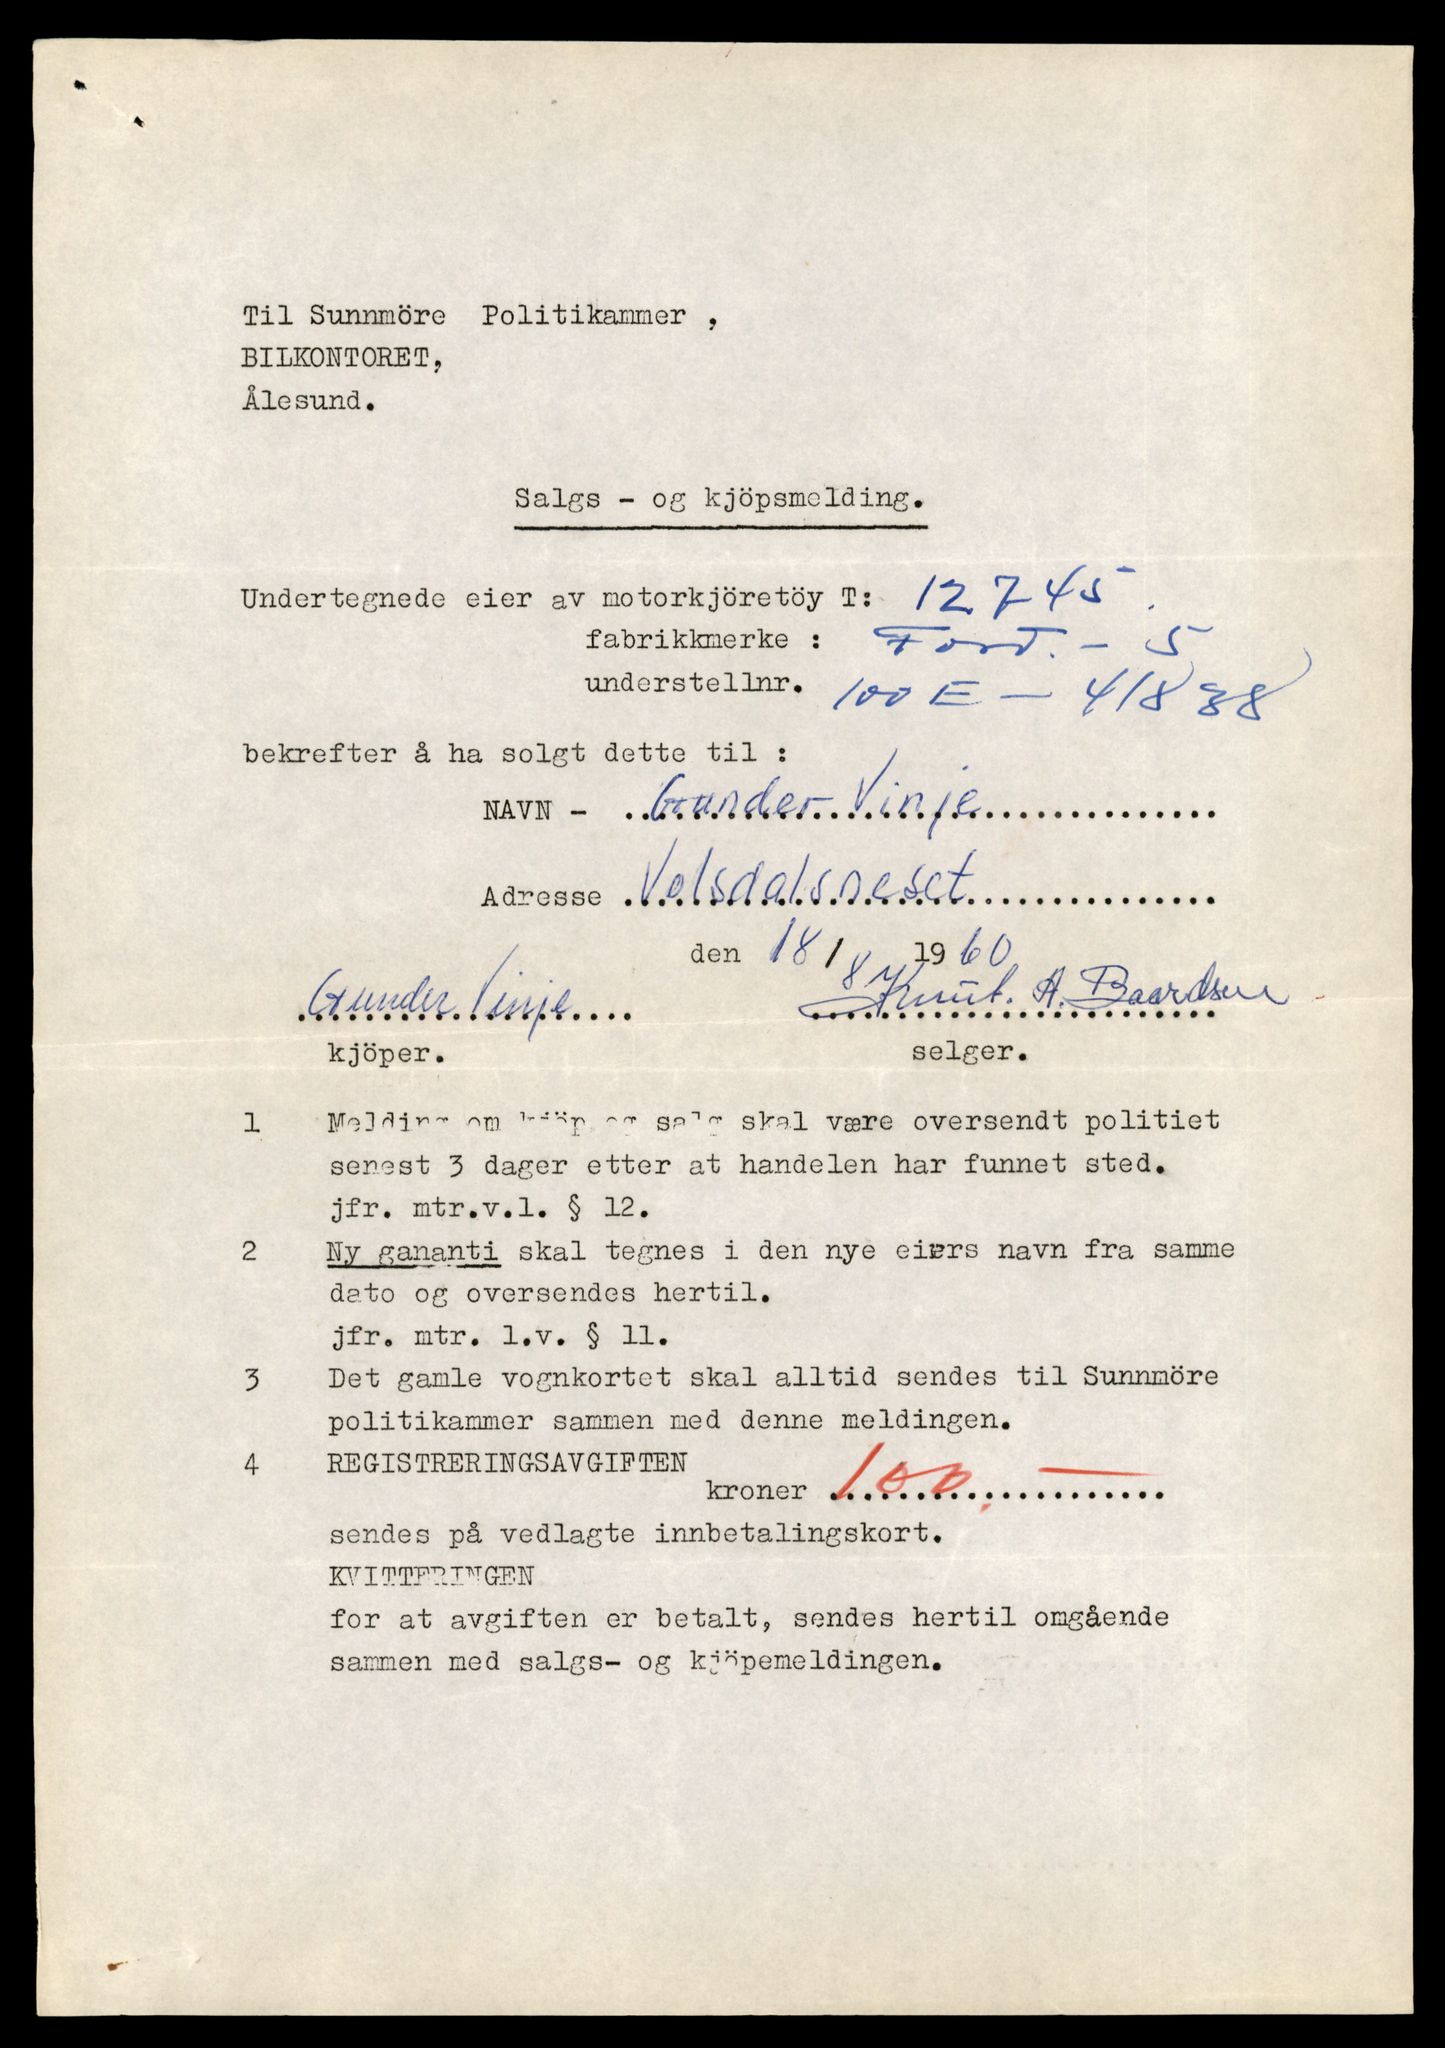 Til Sunnmöre Politikammer ,
BILKONTORET,
Ålesund.
Salgs - og kjöpsmelding.
Undertegnede eier av motorkjöretöy T: 12745.
fabrikkmerke : Ford. - 5
understellnr. 100 E - 41838
bekrefter å ha solgt dette til :
NAVN - Gunder Vinje
Adresse Volsdalsneset
den 18/8 1960
Gunder Vinje Knut. A. Baardsen
kjöper. selger.
1 Melding om kjöp og salg skal være oversendt politiet
senest 3 dager etter at handelen har funnet sted.
jfr. mtr.v.l. § 12.
2 Ny gananti skal tegnes i den nye eiers navn fra samme
dato og oversendes hertil.
jfr. mtr. l.v. § 11.
3 Det gamle vognkortet skal alltid sendes til Sunnmöre
politikammer sammen med denne meldingen.
4 REGISTRERINGSAVGIFTEN
kroner 100,-
sendes på vedlagte innbetalingskort.
KVITTERINGEN
for at avgiften er betalt, sendes hertil omgående
sammen med salgs- og kjöpemeldingen.